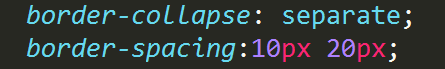 border-collapse: separate;
border-spacing:10px 20px;